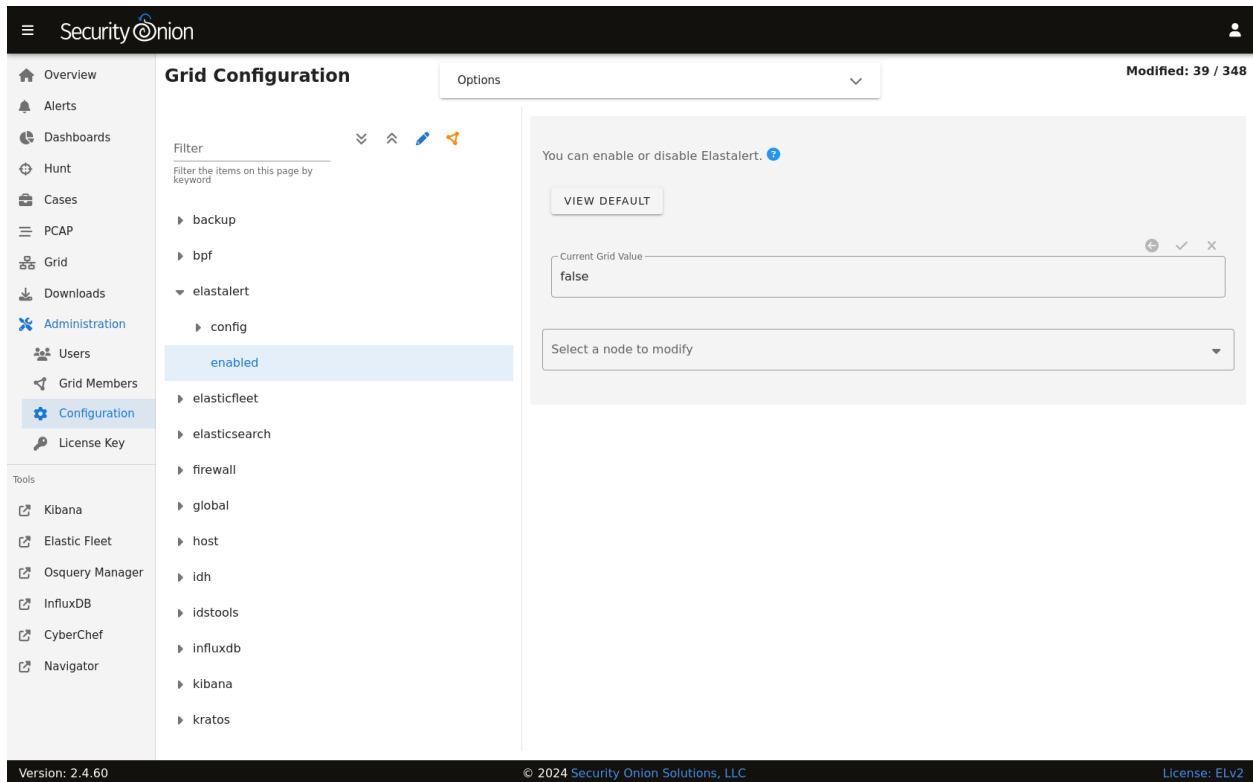 Security Onion
Overview
Alerts
Dashboards
Hunt
Cases
PCAP
Grid
Downloads
Administration
Users
Grid Members
Configuration
License Key
Tools
Kibana
Elastic Fleet
Osquery Manager
InfluxDB
CyberChef
Navigator
Grid Configuration
Options
Modified: 39 / 348
Filter
Filter the items on this page by
keyword
backup
bpf
elastalert
config
enabled
elasticfleet
elasticsearch
firewall
global
host
idh
idstools
influxdb
kibana
kratos
You can enable or disable Elastalert. ?
VIEW DEFAULT
Current Grid Value
false
Select a node to modify
Version: 2.4.60
© 2024 Security Onion Solutions, LLC
License: ELv2